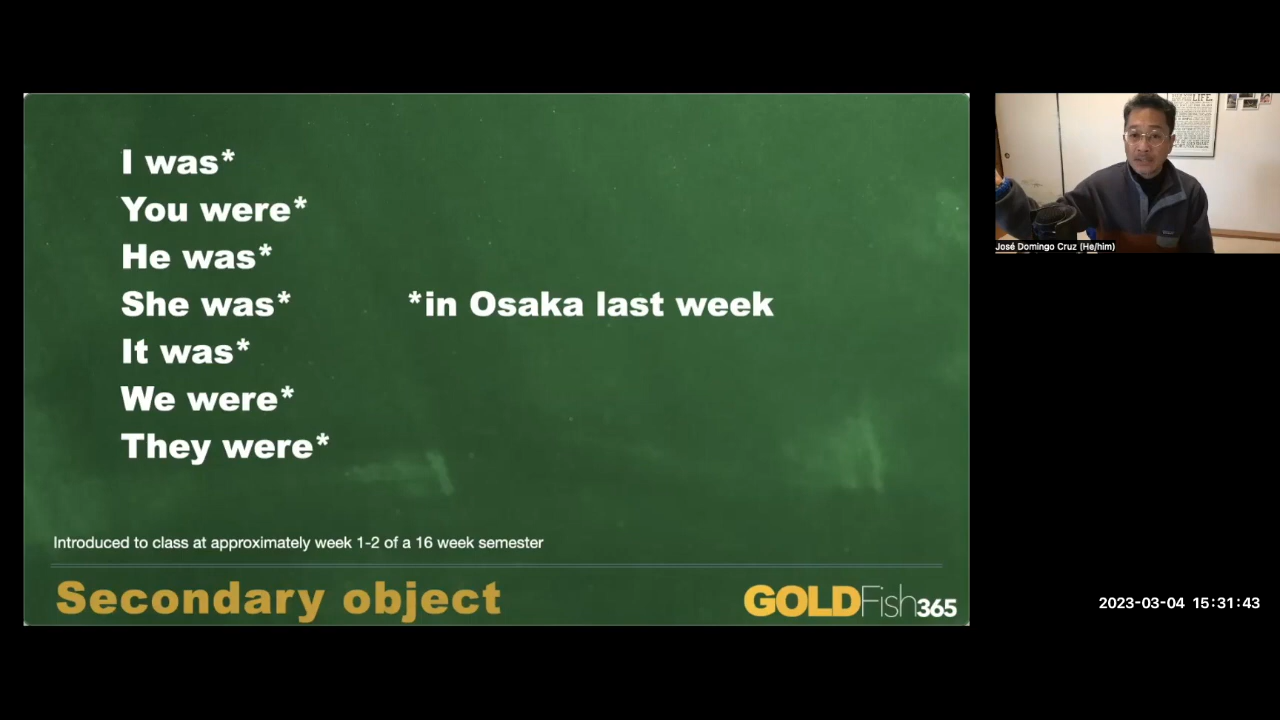 I was*
You were*
He was*
She was*
*in Osaka last week
It was*
We were*
They were*
Introduced to class at approximately week 1-2 of a 16 week semester
Secondary object
GOLDFish365
LIFE.
José Domingo Cruz (He/him)
2023-03-04 15:31:43